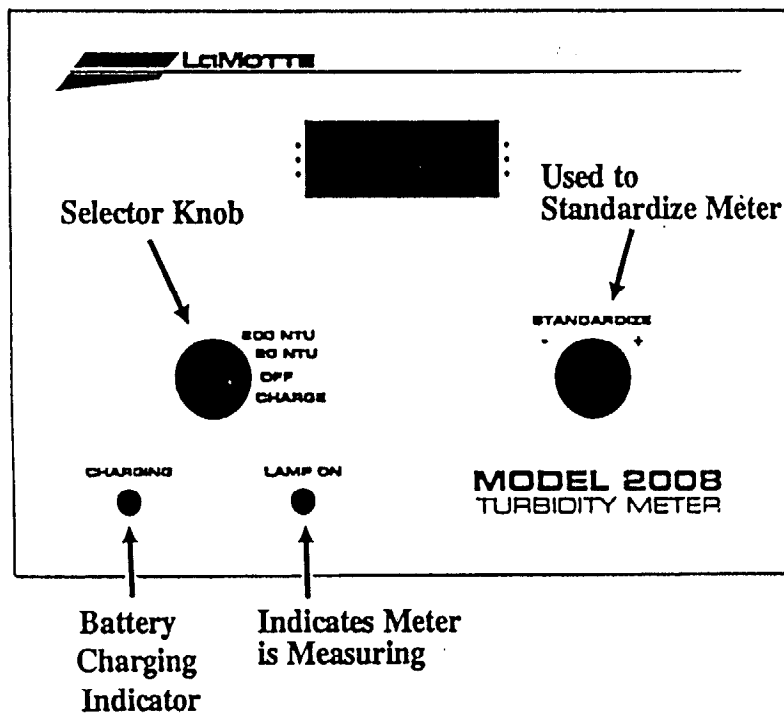 LaMOTTE
Selector Knob
Used to
Standardize Meter
200 NTU
20 NTU
OFF
CHARGE
STANDARDIZE
- +
CHARGING
LAMP ON
MODEL 2008
TURBIDITY METER
Battery
Charging
Indicator
Indicates Meter
is Measuring